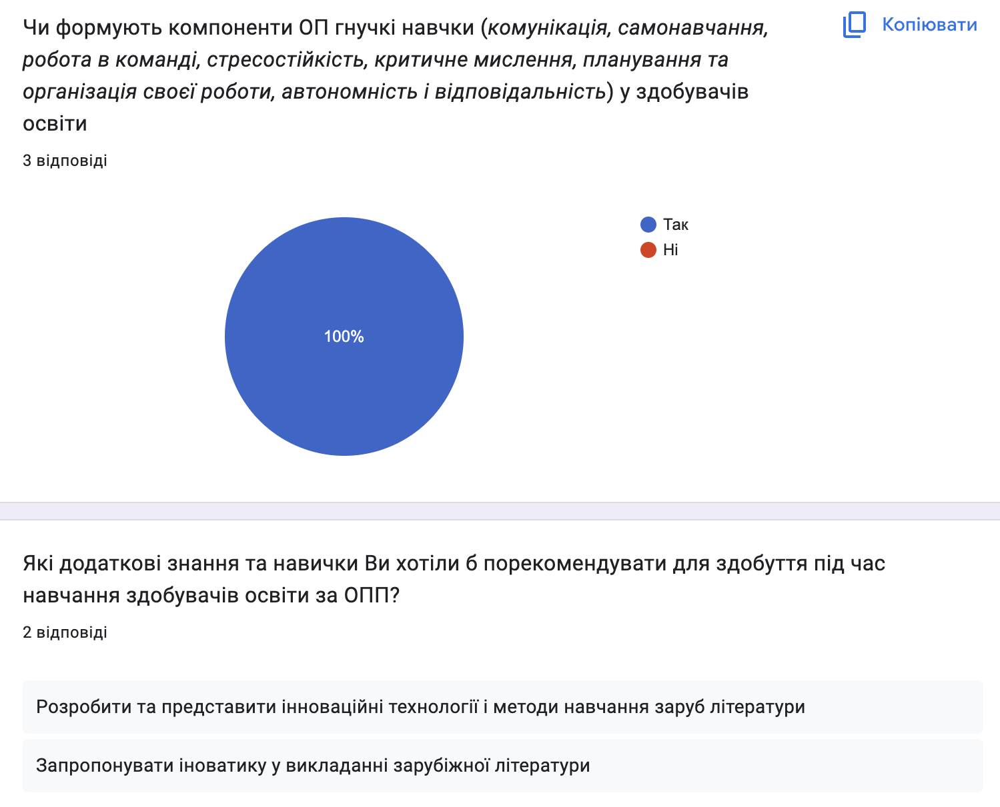 Чи формують компоненти ОП гнучкі навчки (комунікація, самонавчання,
робота в команді, стресостійкість, критичне мислення, планування та
організація своєї роботи, автономність і відповідальність) у здобувачів
освіти
Копіювати
3 відповіді
Так
Ні
100%
Які додаткові знання та навички Ви хотіли б порекомендувати для здобуття під час
навчання здобувачів освіти за ОПП?
2 відповіді
Розробити та представити інноваційні технології і методи навчання заруб літератури
Запропонувати іноватику у викладанні зарубіжної літератури